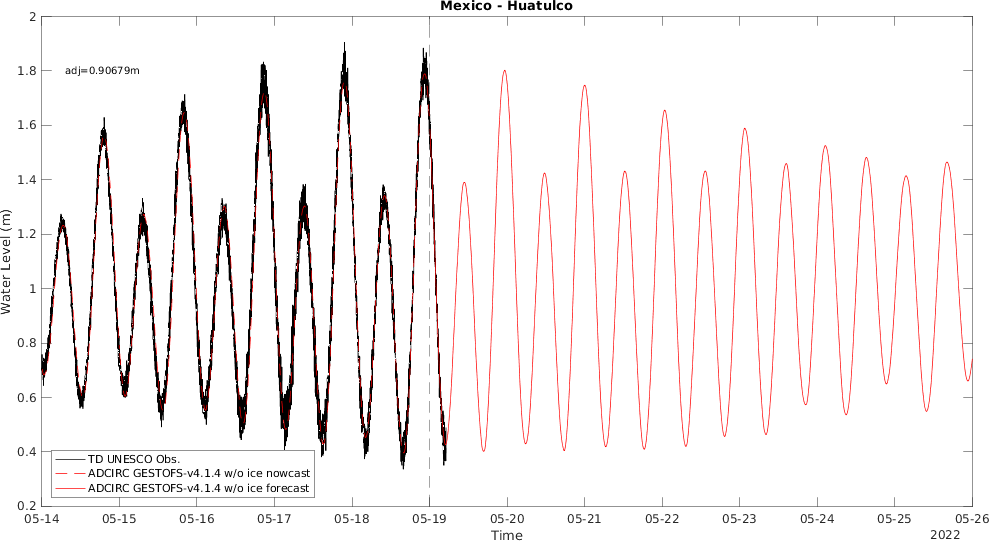 Mexico - Huatulco
2
1.8
1.6
1.4
1.2
1
0.8
0.6
0.4
0.2
Water Level (m)
adj=0.90679m
TD UNESCO Obs.
ADCIRC GESTOFS-v4.1.4 w/o ice nowcast
ADCIRC GESTOFS-v4.1.4 w/o ice forecast
05-14 05-15 05-16 05-17 05-18 05-19 05-20 05-21 05-22 05-23 05-24 05-25 05-26
Time
2022